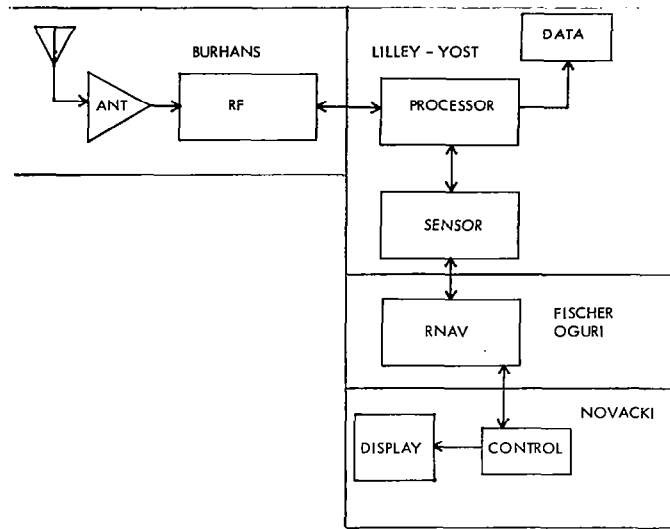 BURHANS
LILLEY - YOST
DATA
ANT
RF
PROCESSOR
SENSOR
RNAV
FISCHER
OGURI
NOVACKI
DISPLAY
CONTROL